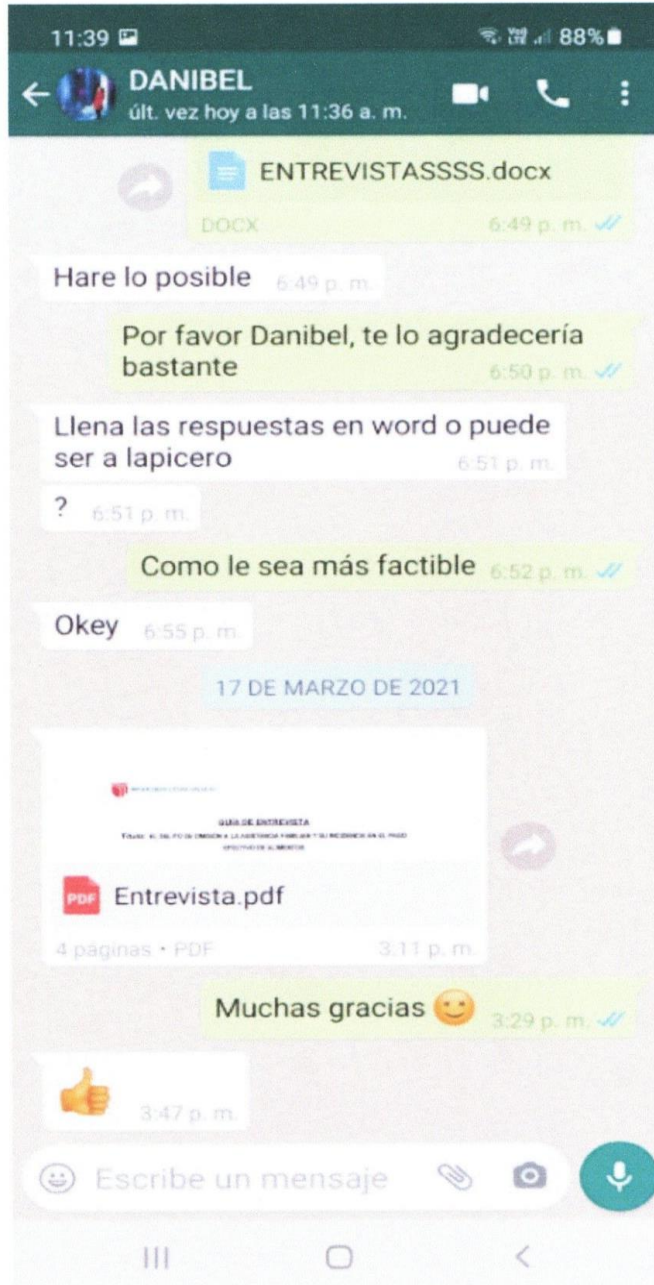 11:39 88%
DANIBEL
últ. vez hoy a las 11:36 a. m.
ENTREVISTASSSS.docx
DOCX 6:49 p. m.
Hare lo posible 6:49 p. m.
Por favor Danibel, te lo agradecería
bastante 6:50 p. m.
Llena las respuestas en word o puede
ser a lapicero 6:51 p. m.
? 6:51 p. m.
Como le sea más factible 6:52 p. m.
Okey 6:55 p. m.
17 DE MARZO DE 2021
GUIA DE ENTREVISTA
PDF Entrevista.pdf
4 páginas • PDF 3:11 p. m.
Muchas gracias 3:29 p. m.
3:47 p. m.
Escribe un mensaje